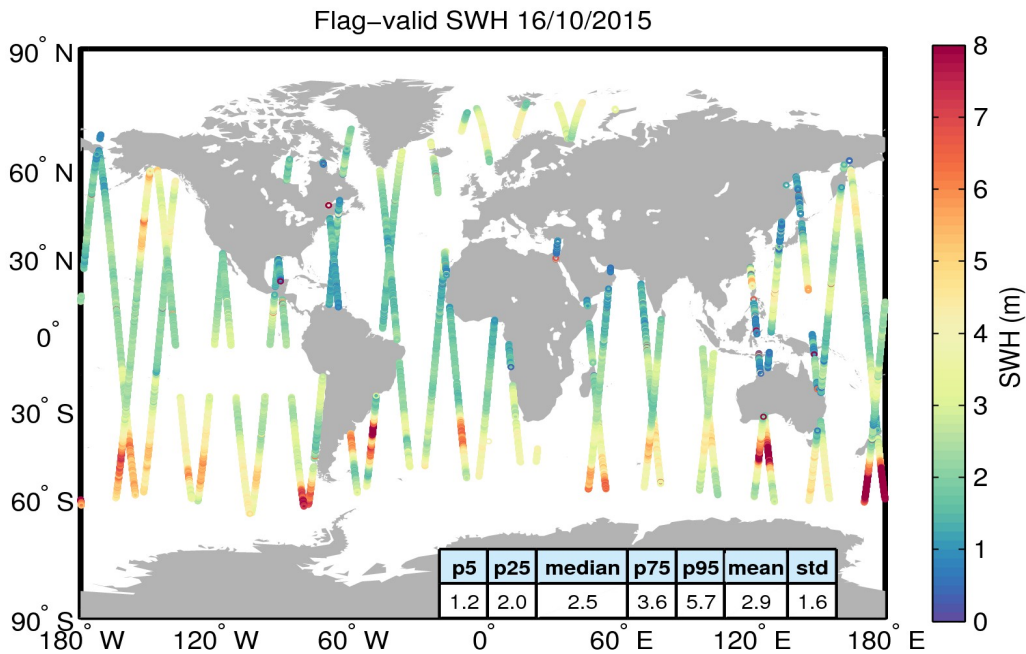 Flag−valid SWH 16/10/2015
90° N
60° N
30° N
0°
30° S
60° S
90° S
180° W
120° W
60° W
0°
60° E
120° E
180° E
p5 p25 median p75 p95 mean std
1.2 2.0 2.5 3.6 5.7 2.9 1.6
8
7
6
5
4
3
2
1
0
SWH (m)